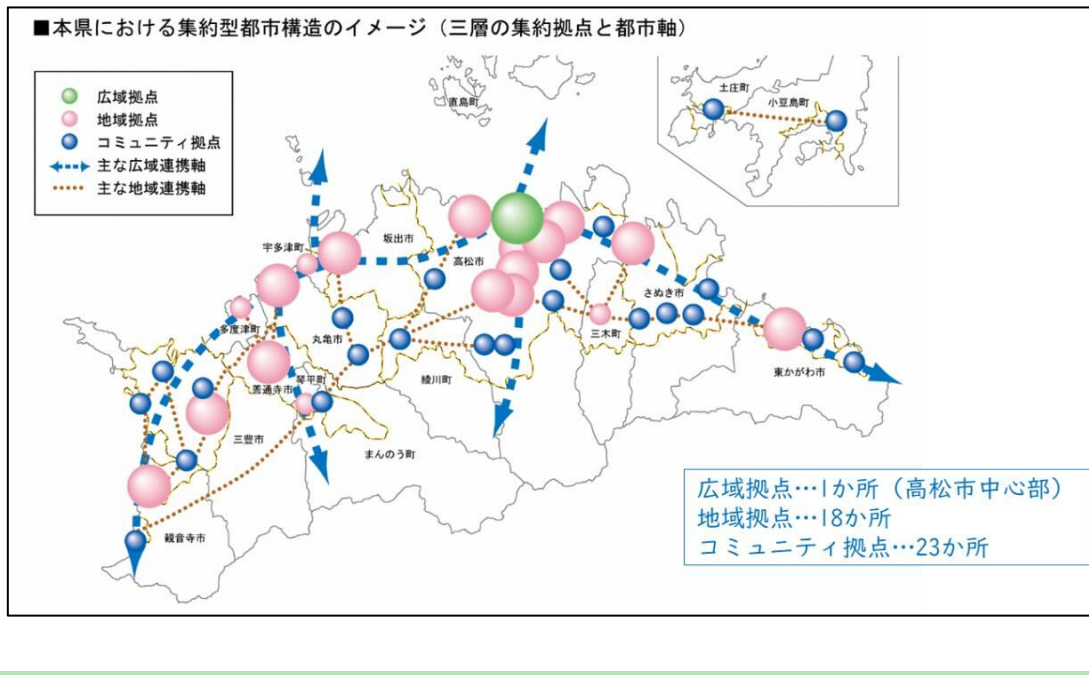 ■本県における集約型都市構造のイメージ（三層の集約拠点と都市軸）
広域拠点
地域拠点
コミュニティ拠点
主な広域連携軸
主な地域連携軸
直島町
土庄町
小豆島町
宇多津町
坂出市
高松市
さぬき市
多度津町
丸亀市
三木町
善通寺市
琴平町
綾川町
東かがわ市
三豊市
まんのう町
観音寺市
広域拠点…1か所（高松市中心部）
地域拠点…18か所
コミュニティ拠点…23か所